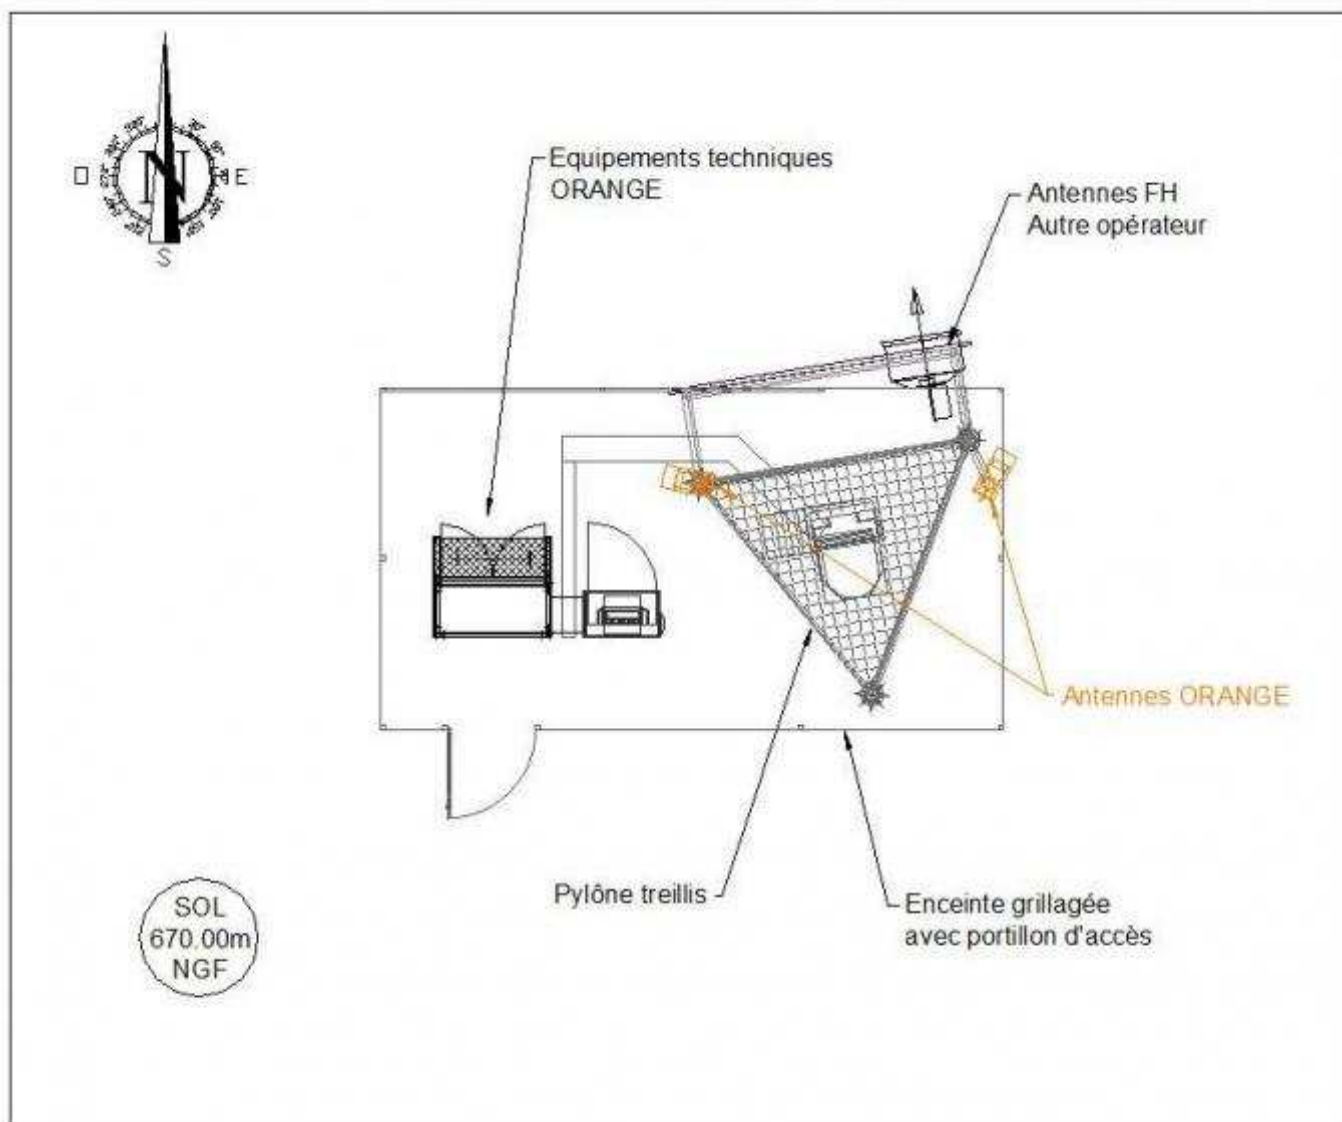 N
O
E
S
Equipements techniques
ORANGE
Antennes FH
Autre opérateur
Antennes ORANGE
Pylône treillis
Enceinte grillagée
avec portillon d'accès
SOL
670,00m
NGF